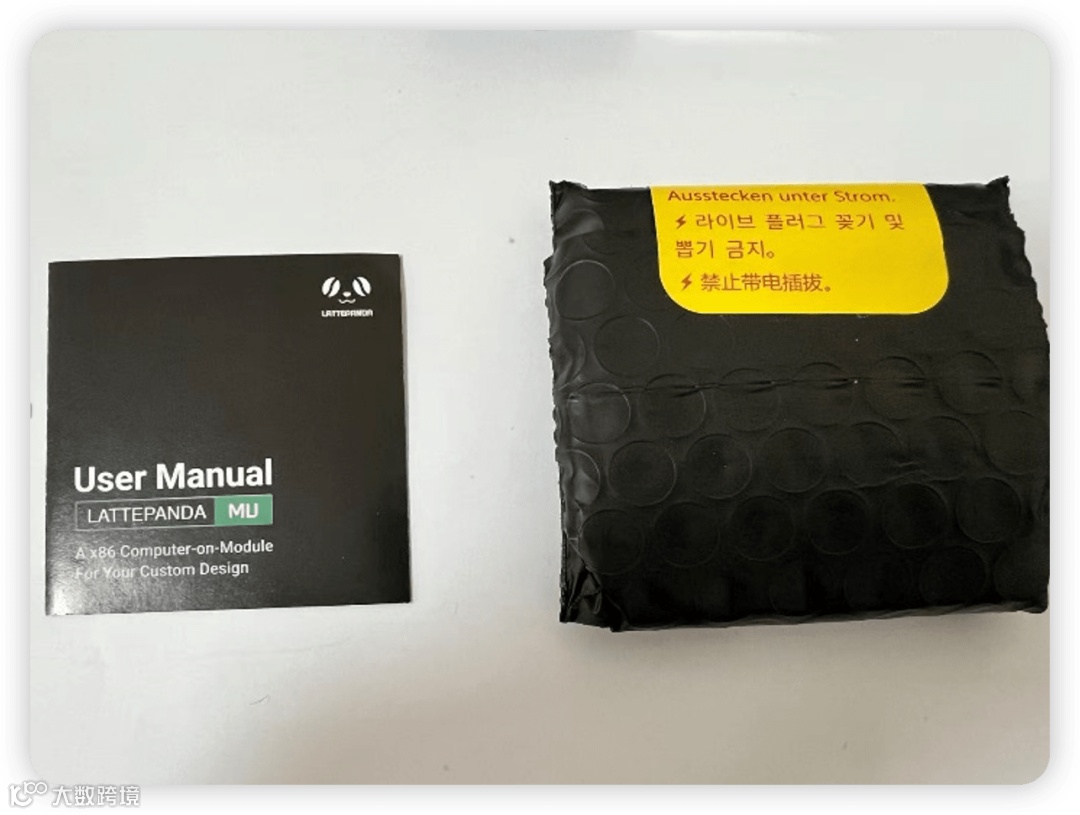 LATTEPANDA
User Manual
LATTEPANDA MU
A x86 Computer-on-Module
For Your Custom Design
Ausstecken unter Strom.
라이브 플러그 꽂기 및
뽑기 금지。
禁止带电插拔。
大数跨境